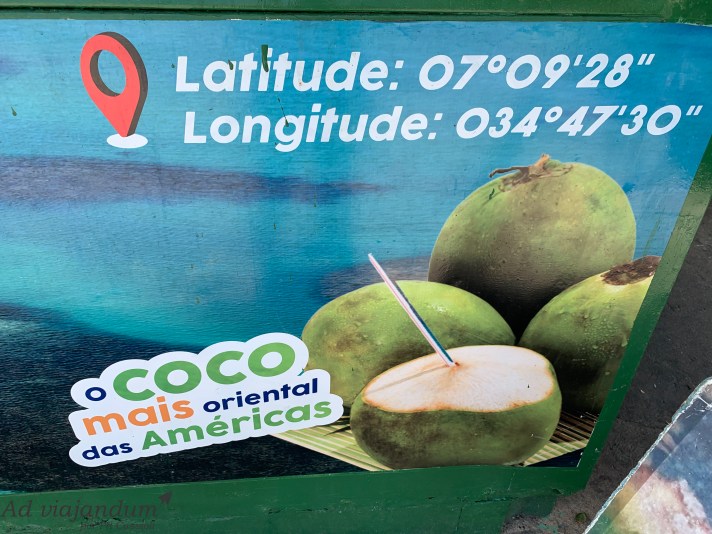 Latitude: 07°09'28"
Longitude: 034°47'30"
O COCO
mais oriental
das Américas
Ad viajandum